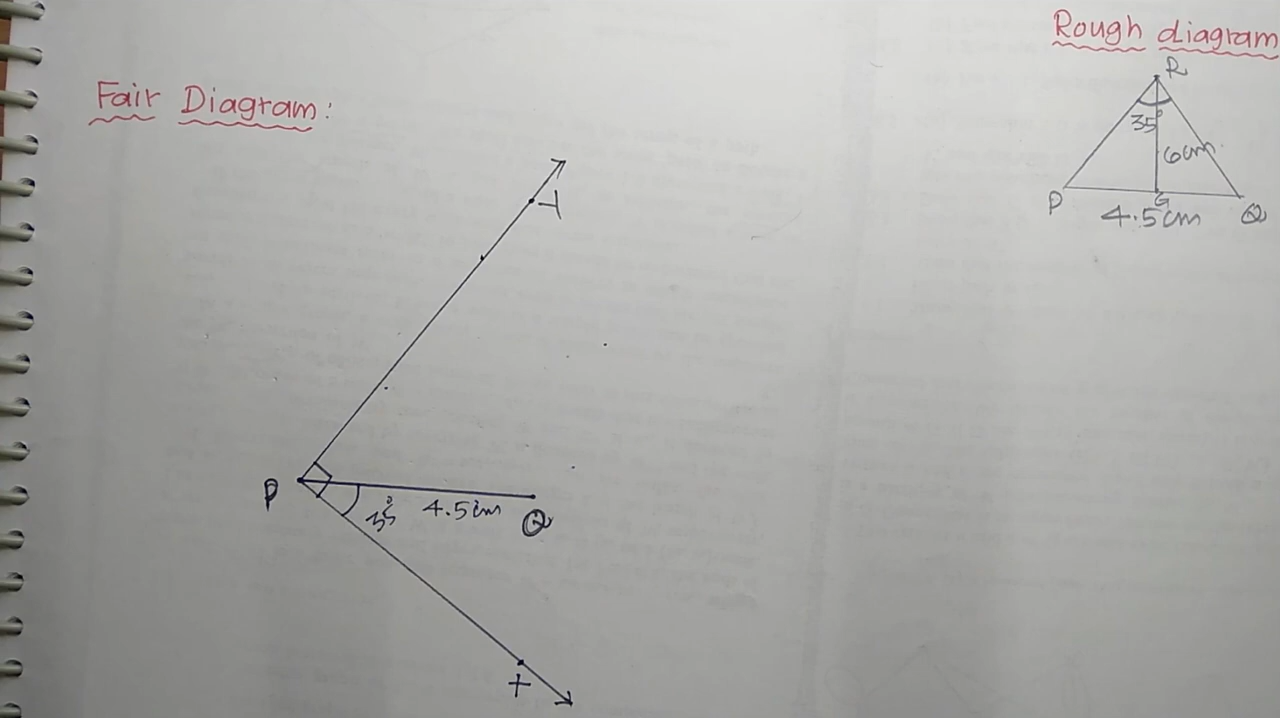 Rough diagram
Fair Diagram:
R
35°
6cm
P
G
Q
4.5cm
Y
P
35°
4.5cm
Q